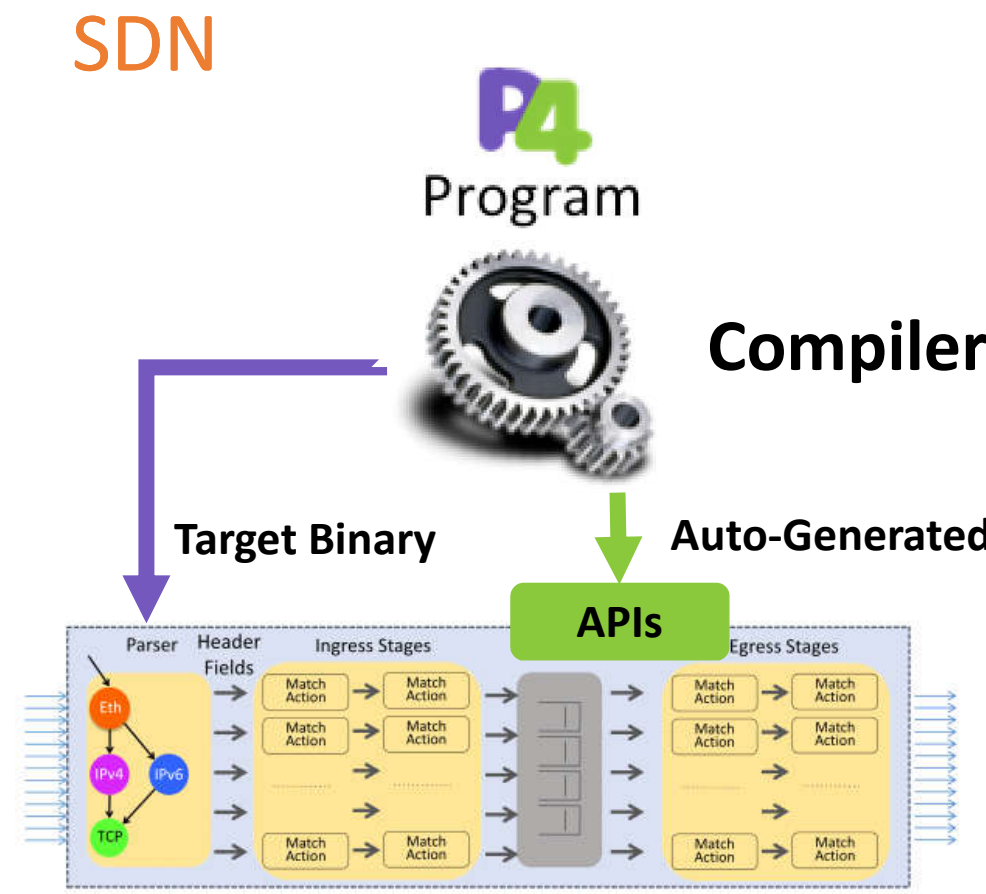 SDN
P4
Program
Compiler
Target Binary
Auto-Generated
APIs
Parser
Header
Fields
Ingress Stages
Egress Stages
Eth
IPv4
IPv6
TCP
Match
Action
Match
Action
Match
Action
Match
Action
Match
Action
Match
Action
Match
Action
Match
Action
Match
Action
Match
Action
Match
Action
Match
Action